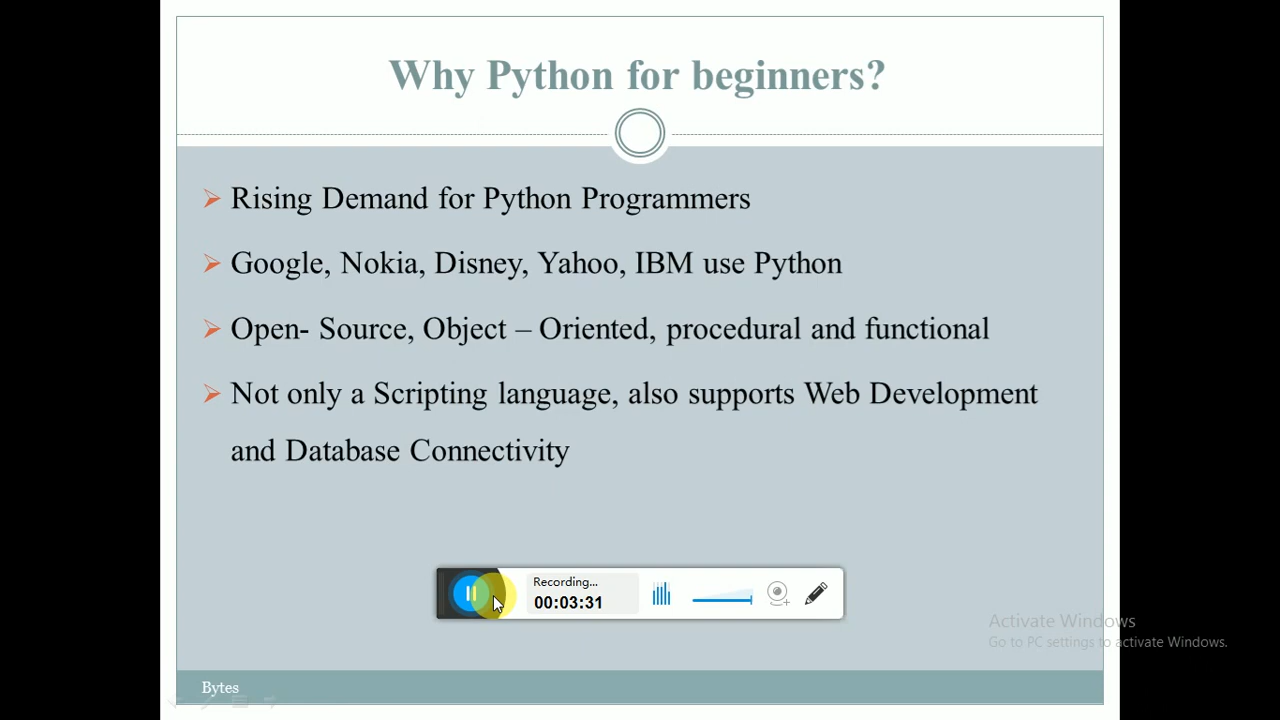 Why Python for beginners?
Rising Demand for Python Programmers
Google, Nokia, Disney, Yahoo, IBM use Python
Open- Source, Object – Oriented, procedural and functional
Not only a Scripting language, also supports Web Development
and Database Connectivity
Recording...
00:03:31
Activate Windows
Go to PC settings to activate Windows.
Bytes